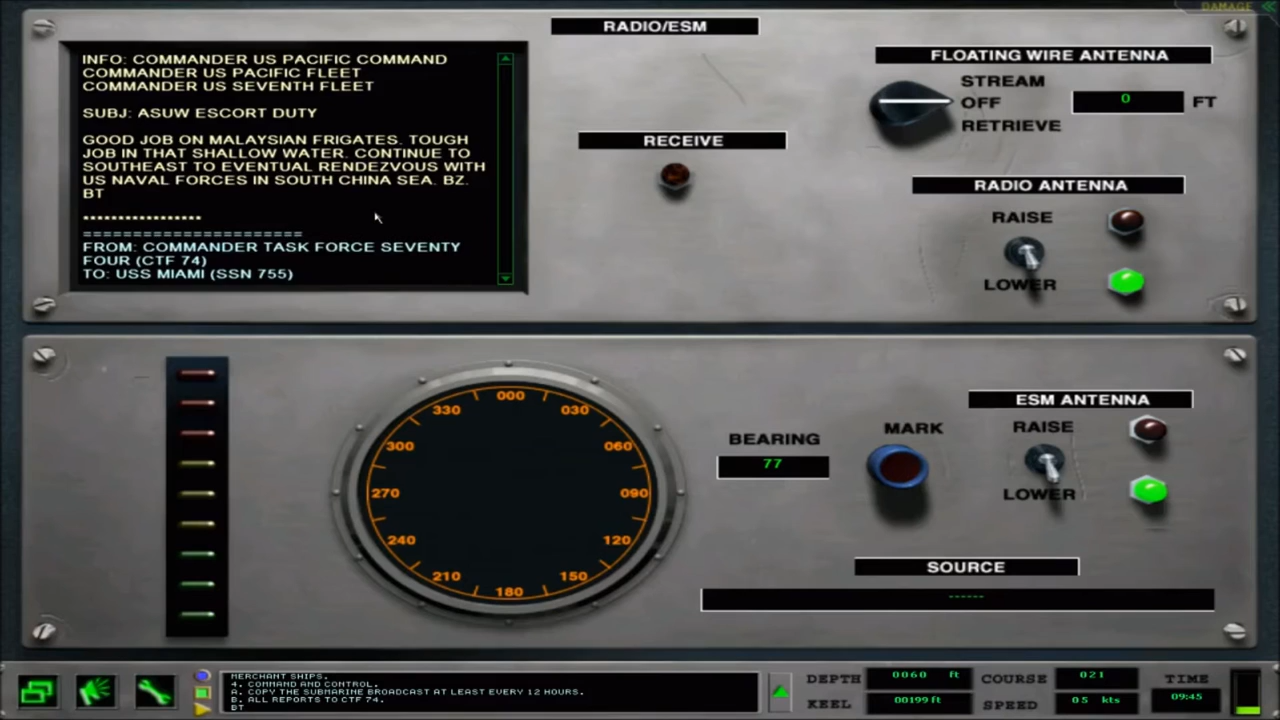 DAMAGE
RADIO/ESM
INFO: COMMANDER US PACIFIC COMMAND
COMMANDER US PACIFIC FLEET
COMMANDER US SEVENTH FLEET
SUBJ: ASUW ESCORT DUTY
GOOD JOB ON MALAYSIAN FRIGATES. TOUGH
JOB IN THAT SHALLOW WATER. CONTINUE TO
SOUTHEAST TO EVENTUAL RENDEZVOUS WITH
US NAVAL FORCES IN SOUTH CHINA SEA. BZ.
BT
*****************
=======================
FROM: COMMANDER TASK FORCE SEVENTY
FOUR (CTF 74)
TO: USS MIAMI (SSN 755)
RECEIVE
FLOATING WIRE ANTENNA
STREAM
OFF
RETRIEVE
0 FT
RADIO ANTENNA
RAISE
LOWER
000
030
060
090
120
150
180
210
240
270
300
330
BEARING
77
MARK
ESM ANTENNA
RAISE
LOWER
SOURCE
------
MERCHANT SHIPS.
4. COMMAND AND CONTROL.
A. COPY THE SUBMARINE BROADCAST AT LEAST EVERY 12 HOURS.
B. ALL REPORTS TO CTF 74.
BT
DEPTH 0060 ft
KEEL 00199 ft
COURSE 021
SPEED 05 kts
TIME
09:45